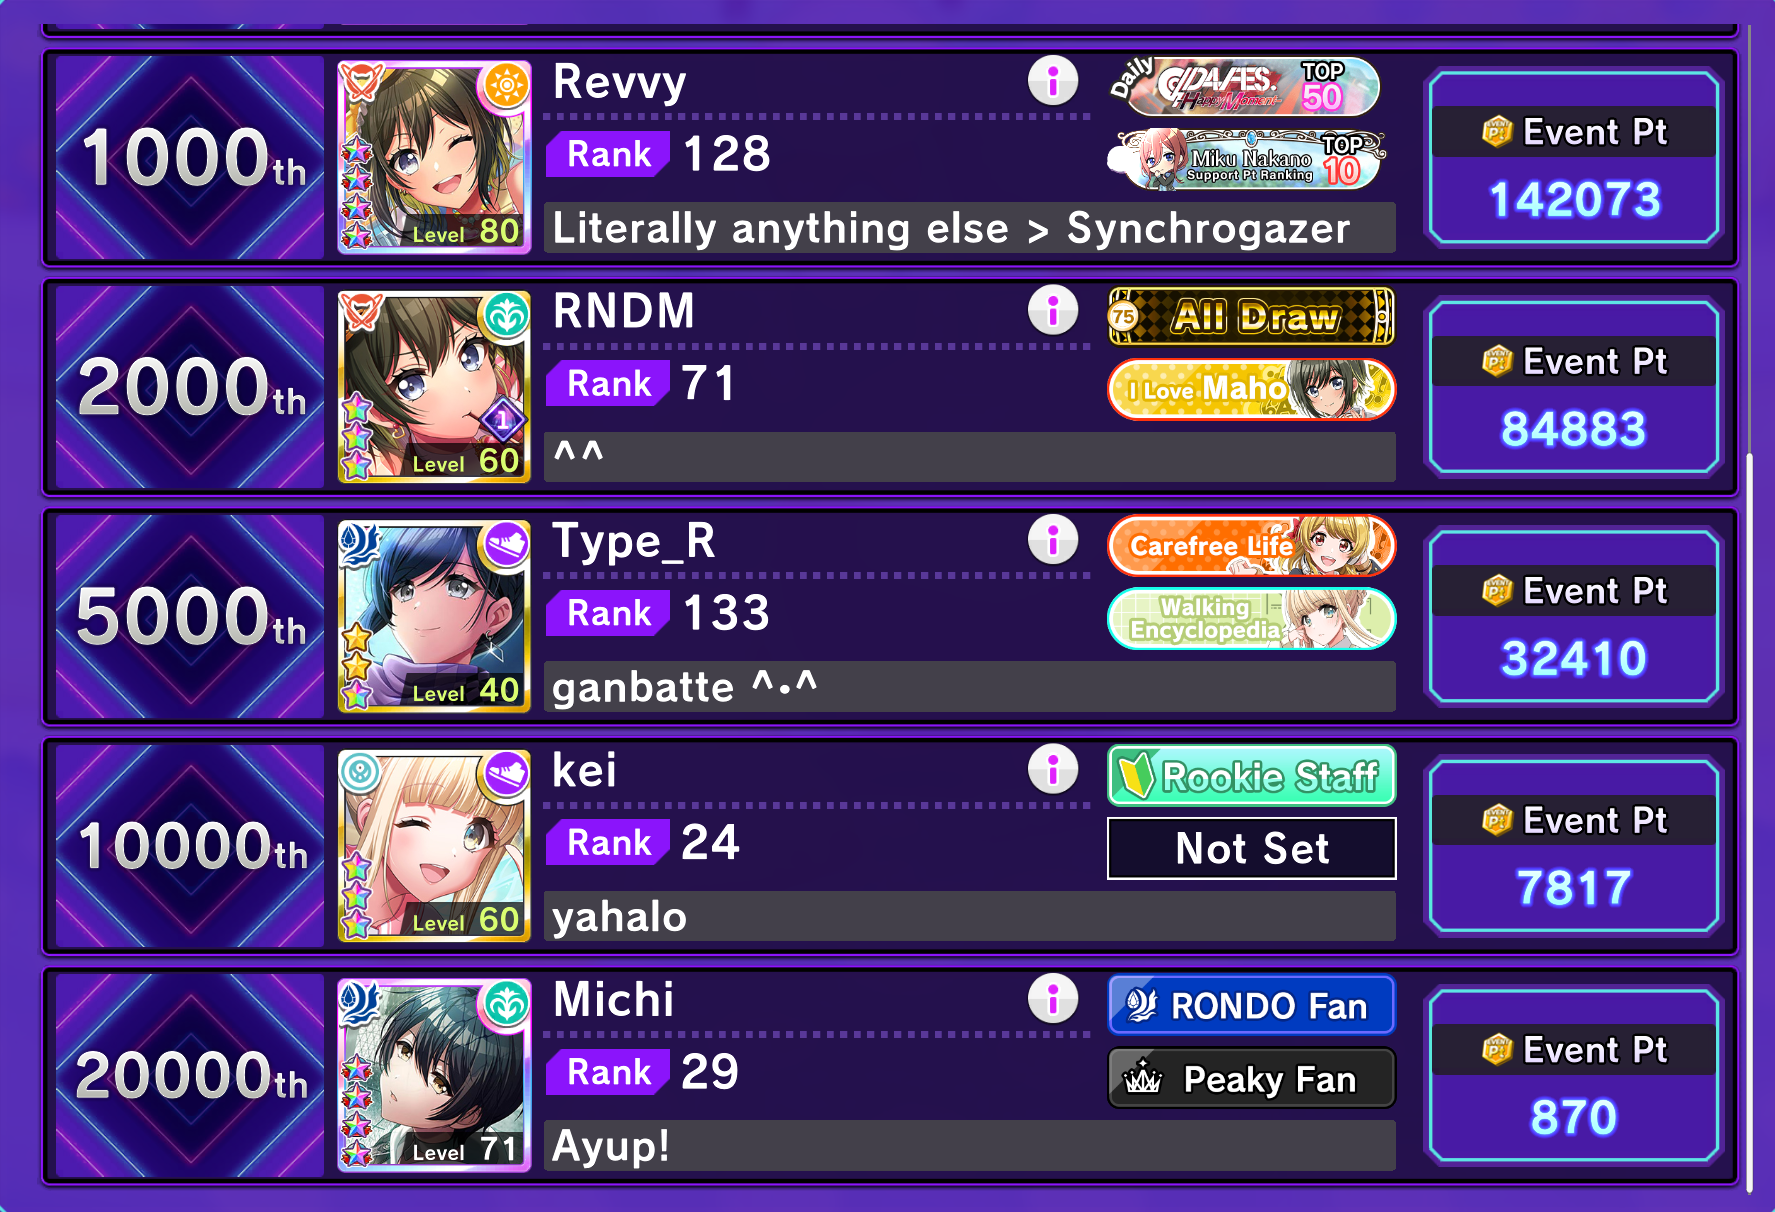 1000th
Level 80
Revvy
Rank 128
Literally anything else > Synchrogazer
Daily D4FES. Happy Moment TOP 50
Miku Nakano Support Pt Ranking TOP 10
Event Pt
142073
2000th
1
Level 60
RNDM
Rank 71
^^
75 All Draw
I Love Maho
Event Pt
84883
5000th
Level 40
Type_R
Rank 133
ganbatte ^•^
Carefree Life
Walking
Encyclopedia
Event Pt
32410
10000th
Level 60
kei
Rank 24
yahalo
Rookie Staff
Not Set
Event Pt
7817
20000th
Level 71
Michi
Rank 29
Ayup!
RONDO Fan
Peaky Fan
Event Pt
870